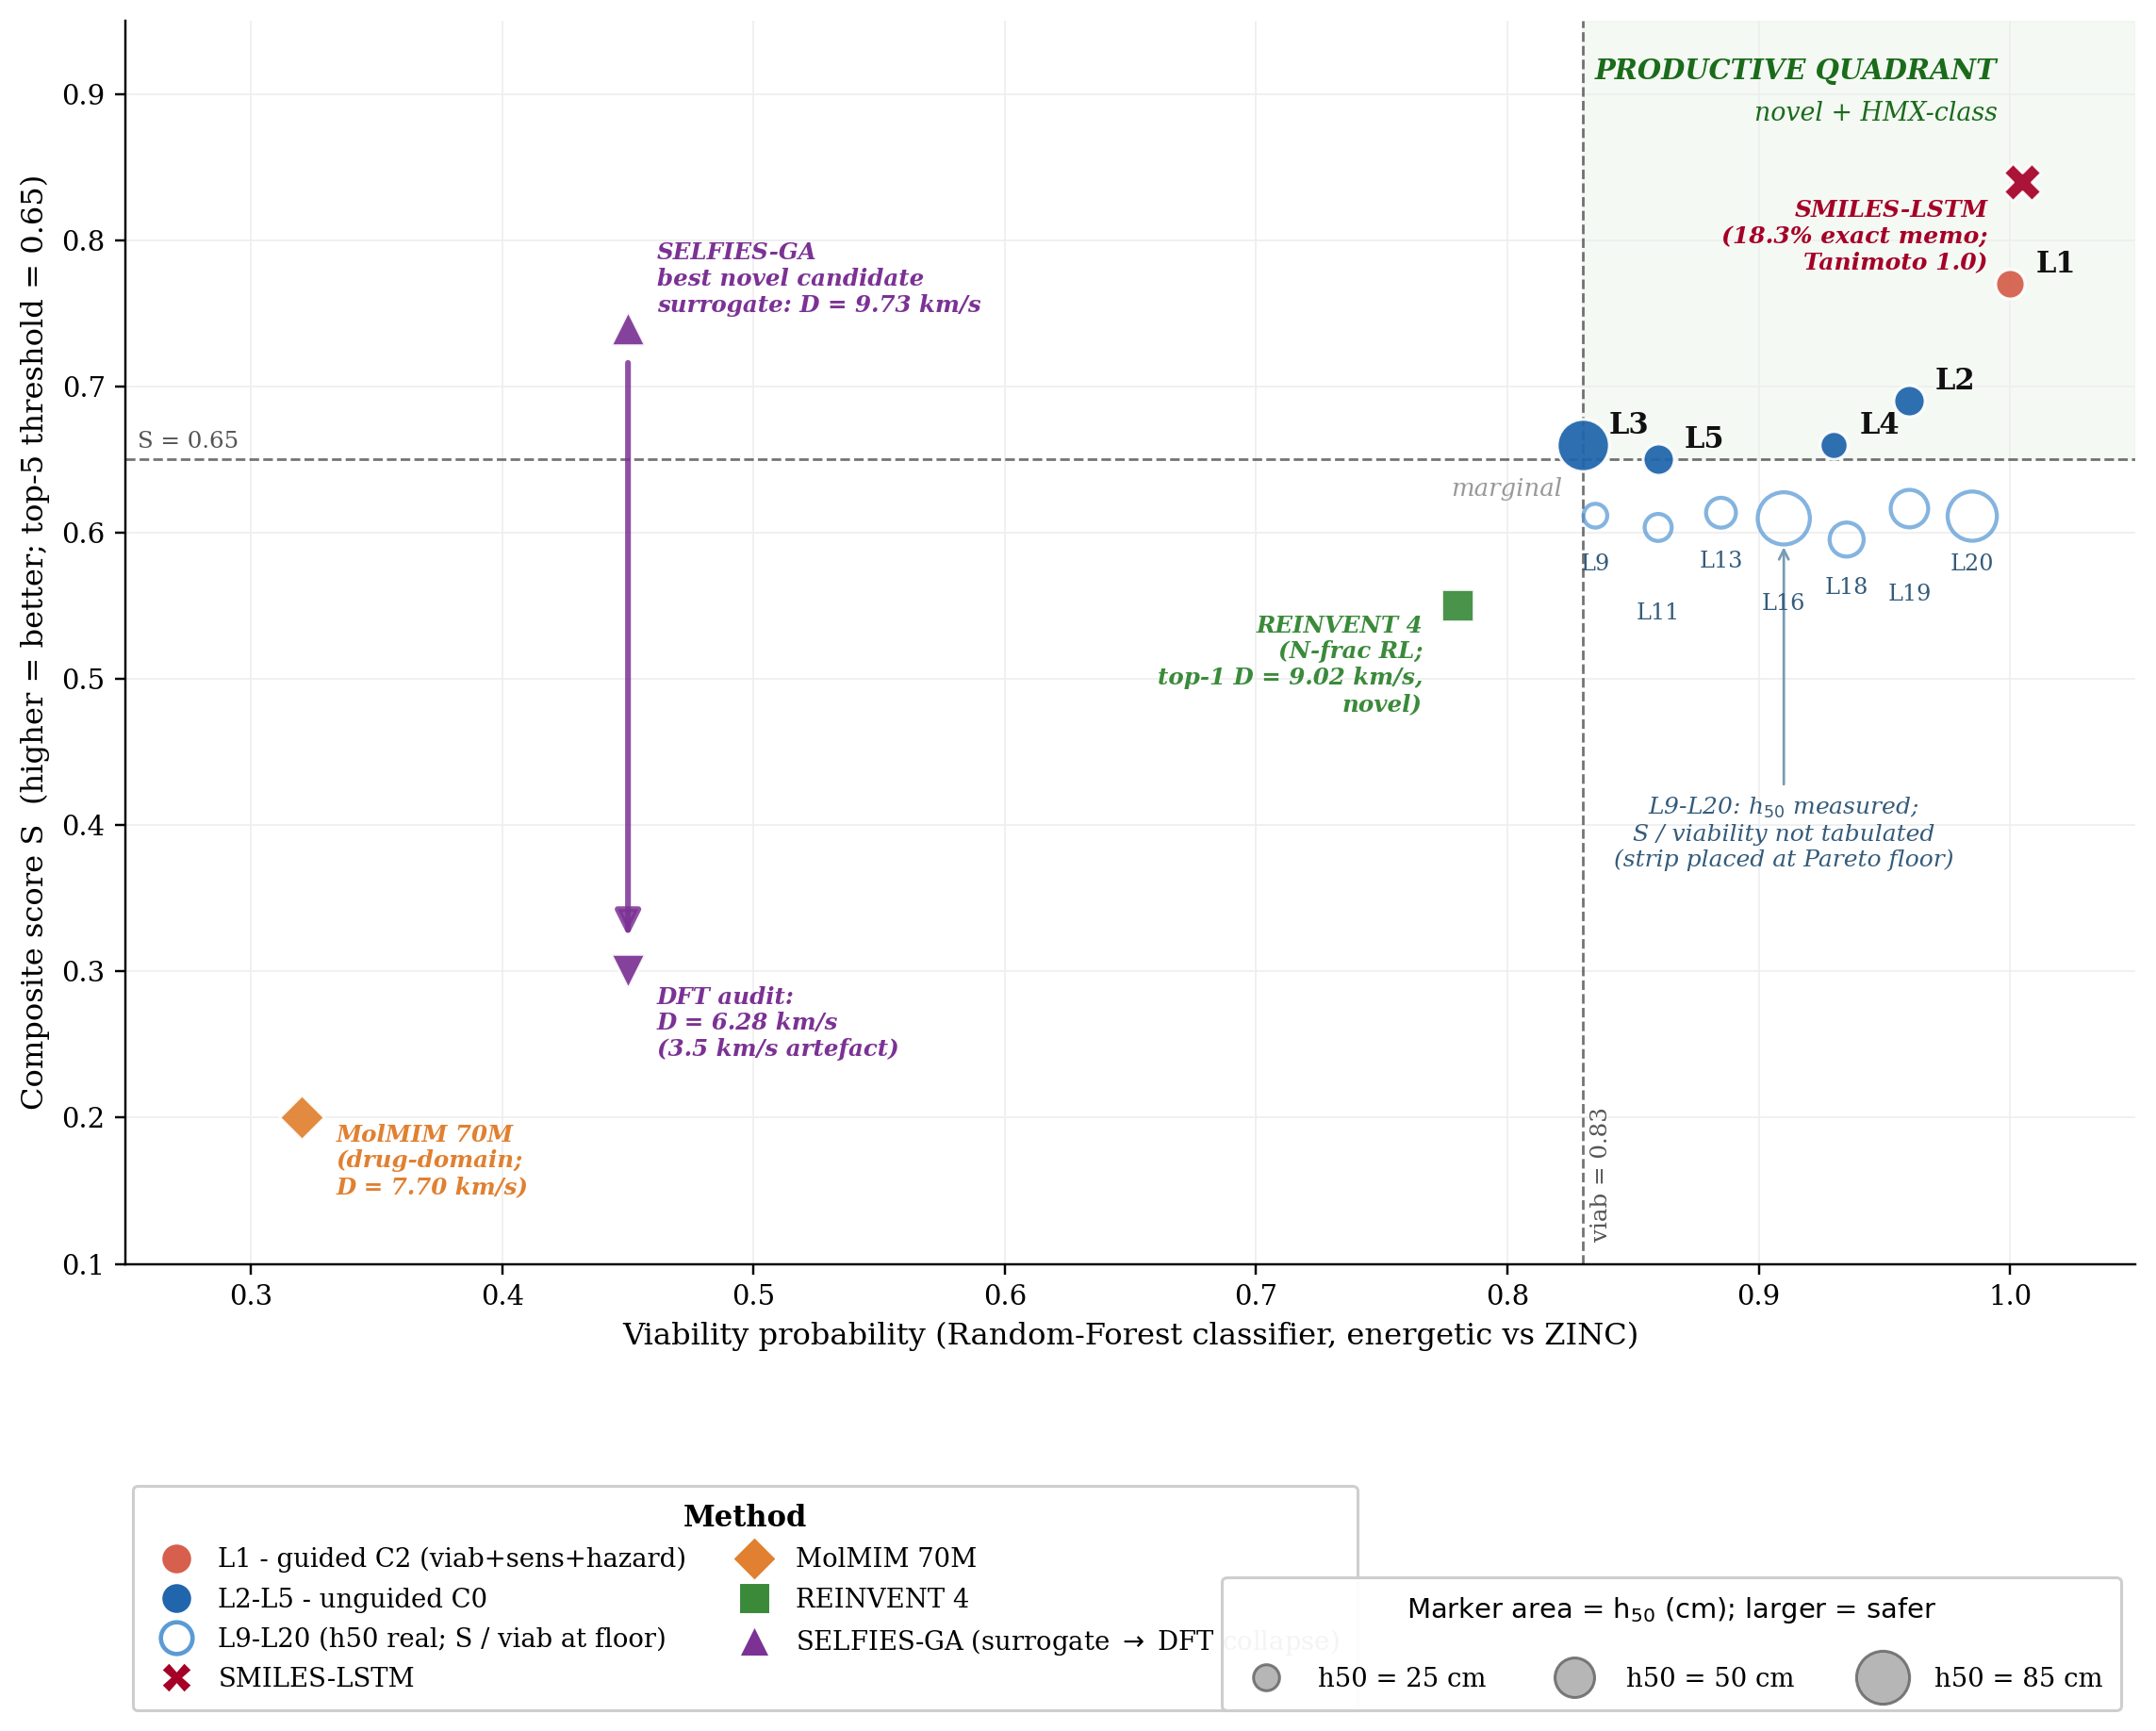 PRODUCTIVE QUADRANT
novel + HMX-class
SMILES-LSTM
(18.3% exact memo;
Tanimoto 1.0)
L1
SELFIES-GA
best novel candidate
surrogate: D = 9.73 km/s
L2
L3
L4
L5
S = 0.65
marginal
L9
L11
L13
L16
L18
L19
L20
REINVENT 4
(N-frac RL;
top-1 D = 9.02 km/s,
novel)
L9-L20: h50 measured;
S / viability not tabulated
(strip placed at Pareto floor)
DFT audit:
D = 6.28 km/s
(3.5 km/s artefact)
MolMIM 70M
(drug-domain;
D = 7.70 km/s)
viab = 0.83
Composite score S (higher = better; top-5 threshold = 0.65)
0.9
0.8
0.7
0.6
0.5
0.4
0.3
0.2
0.1
0.3 0.4 0.5 0.6 0.7 0.8 0.9 1.0
Viability probability (Random-Forest classifier, energetic vs ZINC)
Method
L1 - guided C2 (viab+sens+hazard)
L2-L5 - unguided C0
L9-L20 (h50 real; S / viab at floor)
SMILES-LSTM
MolMIM 70M
REINVENT 4
SELFIES-GA (surrogate → DFT collapse)
Marker area = h50 (cm); larger = safer
h50 = 25 cm h50 = 50 cm h50 = 85 cm